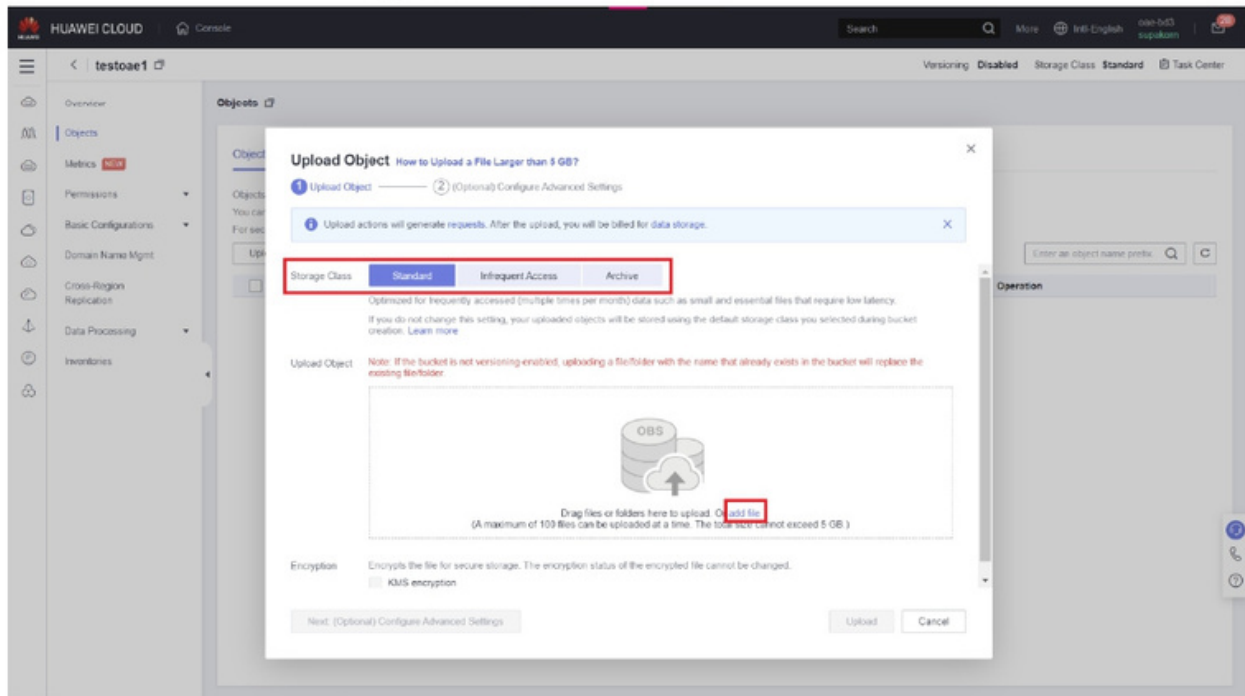 HUAWEI
HUAWEI CLOUD
Console
Search
More
Intl-English
supakorn
testoae1
Versioning Disabled
Storage Class Standard
Task Center
Overview
Objects
Metrics NEW
Permissions
Basic Configurations
Domain Name Mgmt
Cross-Region
Replication
Data Processing
Inventories
Objects
Object
Objects
You can
For sec
Enter an object name prefix.
Operation
Upload Object How to Upload a File Larger than 5 GB?
1 Upload Object
2 (Optional) Configure Advanced Settings
Upload actions will generate requests. After the upload, you will be billed for data storage.
Storage Class
Standard
Infrequent Access
Archive
Optimized for frequently accessed (multiple times per month) data such as small and essential files that require low latency.
If you do not change this setting, your uploaded objects will be stored using the default storage class you selected during bucket
creation. Learn more
Upload Object
Note: If the bucket is not versioning-enabled, uploading a file/folder with the name that already exists in the bucket will replace the
existing file/folder.
OBS
Drag files or folders here to upload. Or add file
(A maximum of 100 files can be uploaded at a time. The total size cannot exceed 5 GB.)
Encryption
Encrypts the file for secure storage. The encryption status of the encrypted file cannot be changed.
KMS encryption
Next: (Optional) Configure Advanced Settings
Upload
Cancel